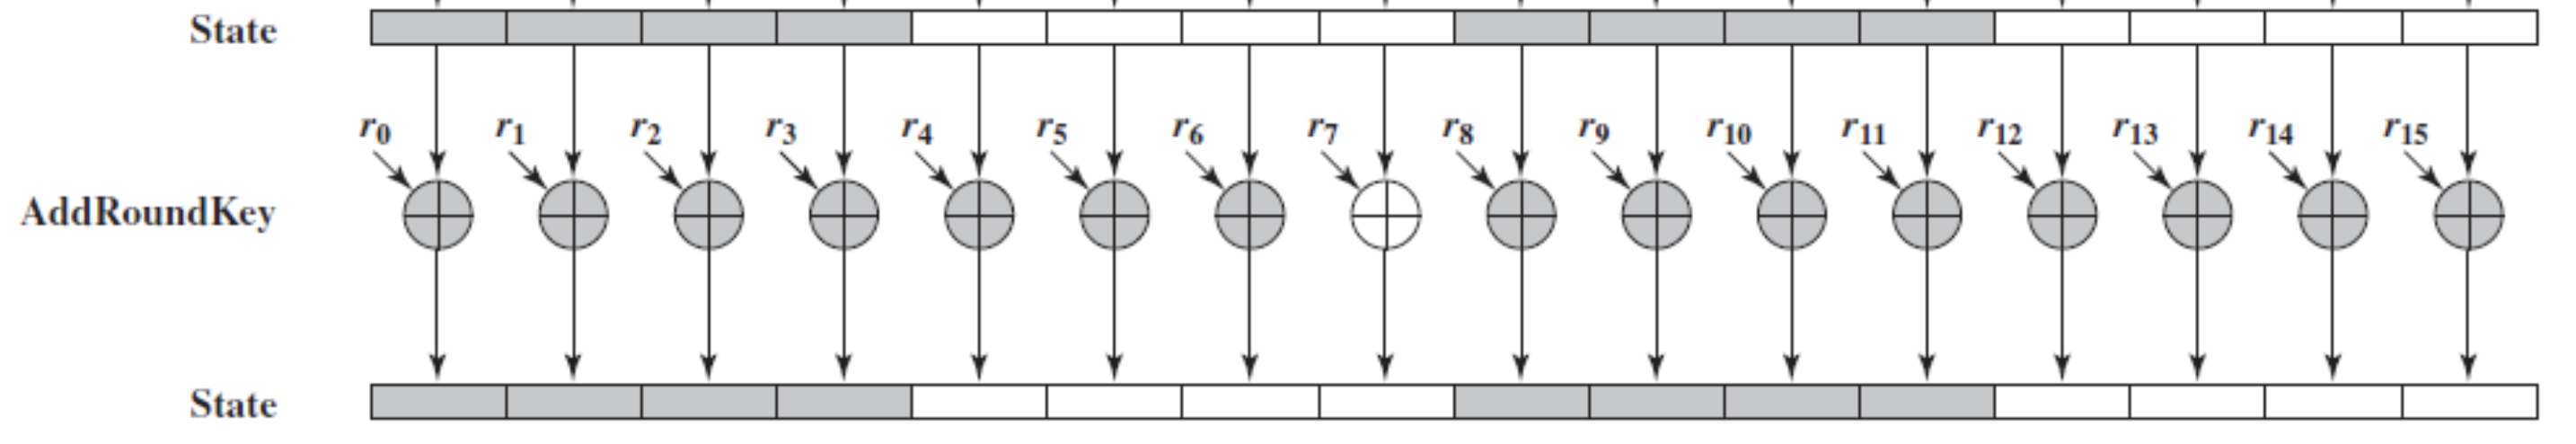 State
r0 r1 r2 r3 r4 r5 r6 r7 r8 r9 r10 r11 r12 r13 r14 r15
AddRoundKey
State